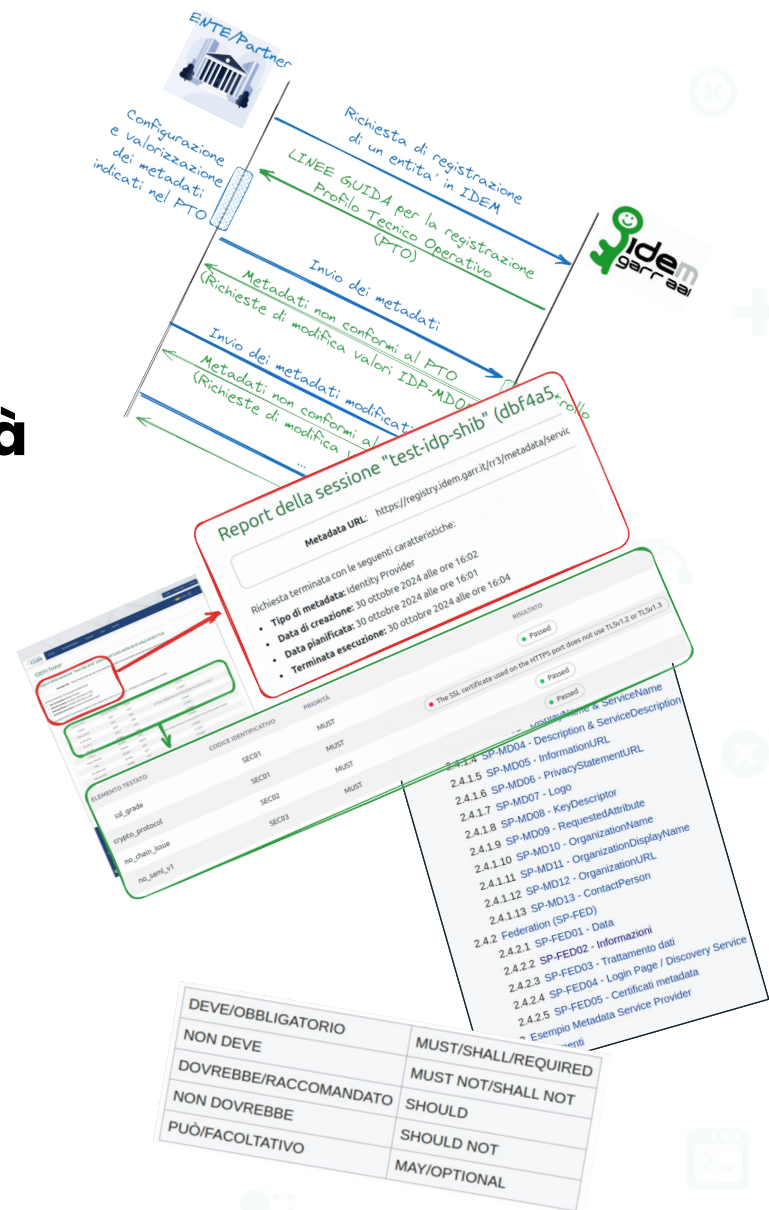 ENTE/Partner
Configurazione
e valorizzazione
dei metadati
indicati nel PTO
Richiesta di registrazione
di un entita' in IDEM
LINEE GUIDA per la registrazione
Profilo Tecnico Operativo
(PTO)
idem
garr aai
Invio dei metadati
Metadati non conformi al PTO
(Richieste di modifica valori IDP-MD0
Invio dei metadati modificati
Metadati non conformi al
(Richieste di modifica
...
à
Report della sessione "test-idp-shib" (dbf4a5
Metadata URL: https://registry.idem.garr.it/rr3/metadata/servic
Richiesta terminata con le seguenti caratteristiche:
• Tipo di metadata: Identity Provider
• Data di creazione: 30 ottobre 2024 alle ore 16:02
• Data pianificata: 30 ottobre 2024 alle ore 16:01
• Terminata esecuzione: 30 ottobre 2024 alle ore 16:04
IDEM Tester
ELEMENTO TESTATO CODICE IDENTIFICATIVO PRIORITÀ RISULTATO
ssl_grade SEC01 MUST Passed
crypto_protocol SEC01 MUST The SSL certificate used on the HTTPS port does not use TLSv1.2 or TLSv1.3
no_chain_issue SEC02 MUST Passed
no_saml_v1 SEC03 MUST Passed
& ServiceName
2.4.1.4 SP-MD04 - Description & ServiceDescription
2.4.1.5 SP-MD05 - InformationURL
2.4.1.6 SP-MD06 - PrivacyStatementURL
2.4.1.7 SP-MD07 - Logo
2.4.1.8 SP-MD08 - KeyDescriptor
2.4.1.9 SP-MD09 - RequestedAttribute
2.4.1.10 SP-MD10 - OrganizationName
2.4.1.11 SP-MD11 - OrganizationDisplayName
2.4.1.12 SP-MD12 - OrganizationURL
2.4.1.13 SP-MD13 - ContactPerson
2.4.2 Federation (SP-FED)
2.4.2.1 SP-FED01 - Data
2.4.2.2 SP-FED02 - Informazioni
2.4.2.3 SP-FED03 - Trattamento dati
2.4.2.4 SP-FED04 - Login Page / Discovery Service
2.4.2.5 SP-FED05 - Certificati metadata
Esempio Metadata Service Provider
DEVE/OBBLIGATORIO MUST/SHALL/REQUIRED
NON DEVE MUST NOT/SHALL NOT
DOVREBBE/RACCOMANDATO SHOULD
NON DOVREBBE SHOULD NOT
PUÒ/FACOLTATIVO MAY/OPTIONAL